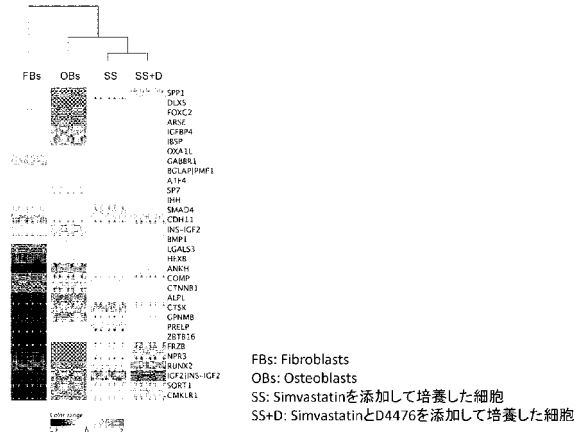 FBs OBs SS SS+D
SPP1
DLX5
FOXC2
ARSE
IGFBP4
IBSP
OXA1L
GABBR1
BGLAP|PMF1
ATF4
SP7
IHH
SMAD4
CDH11
INS-IGF2
BMP1
LGALS3
HEXB
ANKH
COMP
CTNNB1
ALPL
CTSK
GPNMB
PRELP
ZBTB16
FRZB
NPR3
RUNX2
IGF2|INS-IGF2
SORT1
CMKLR1
Color range
FBs: Fibroblasts
OBs: Osteoblasts
SS: Simvastatinを添加して培養した細胞
SS+D: SimvastatinとD4476を添加して培養した細胞